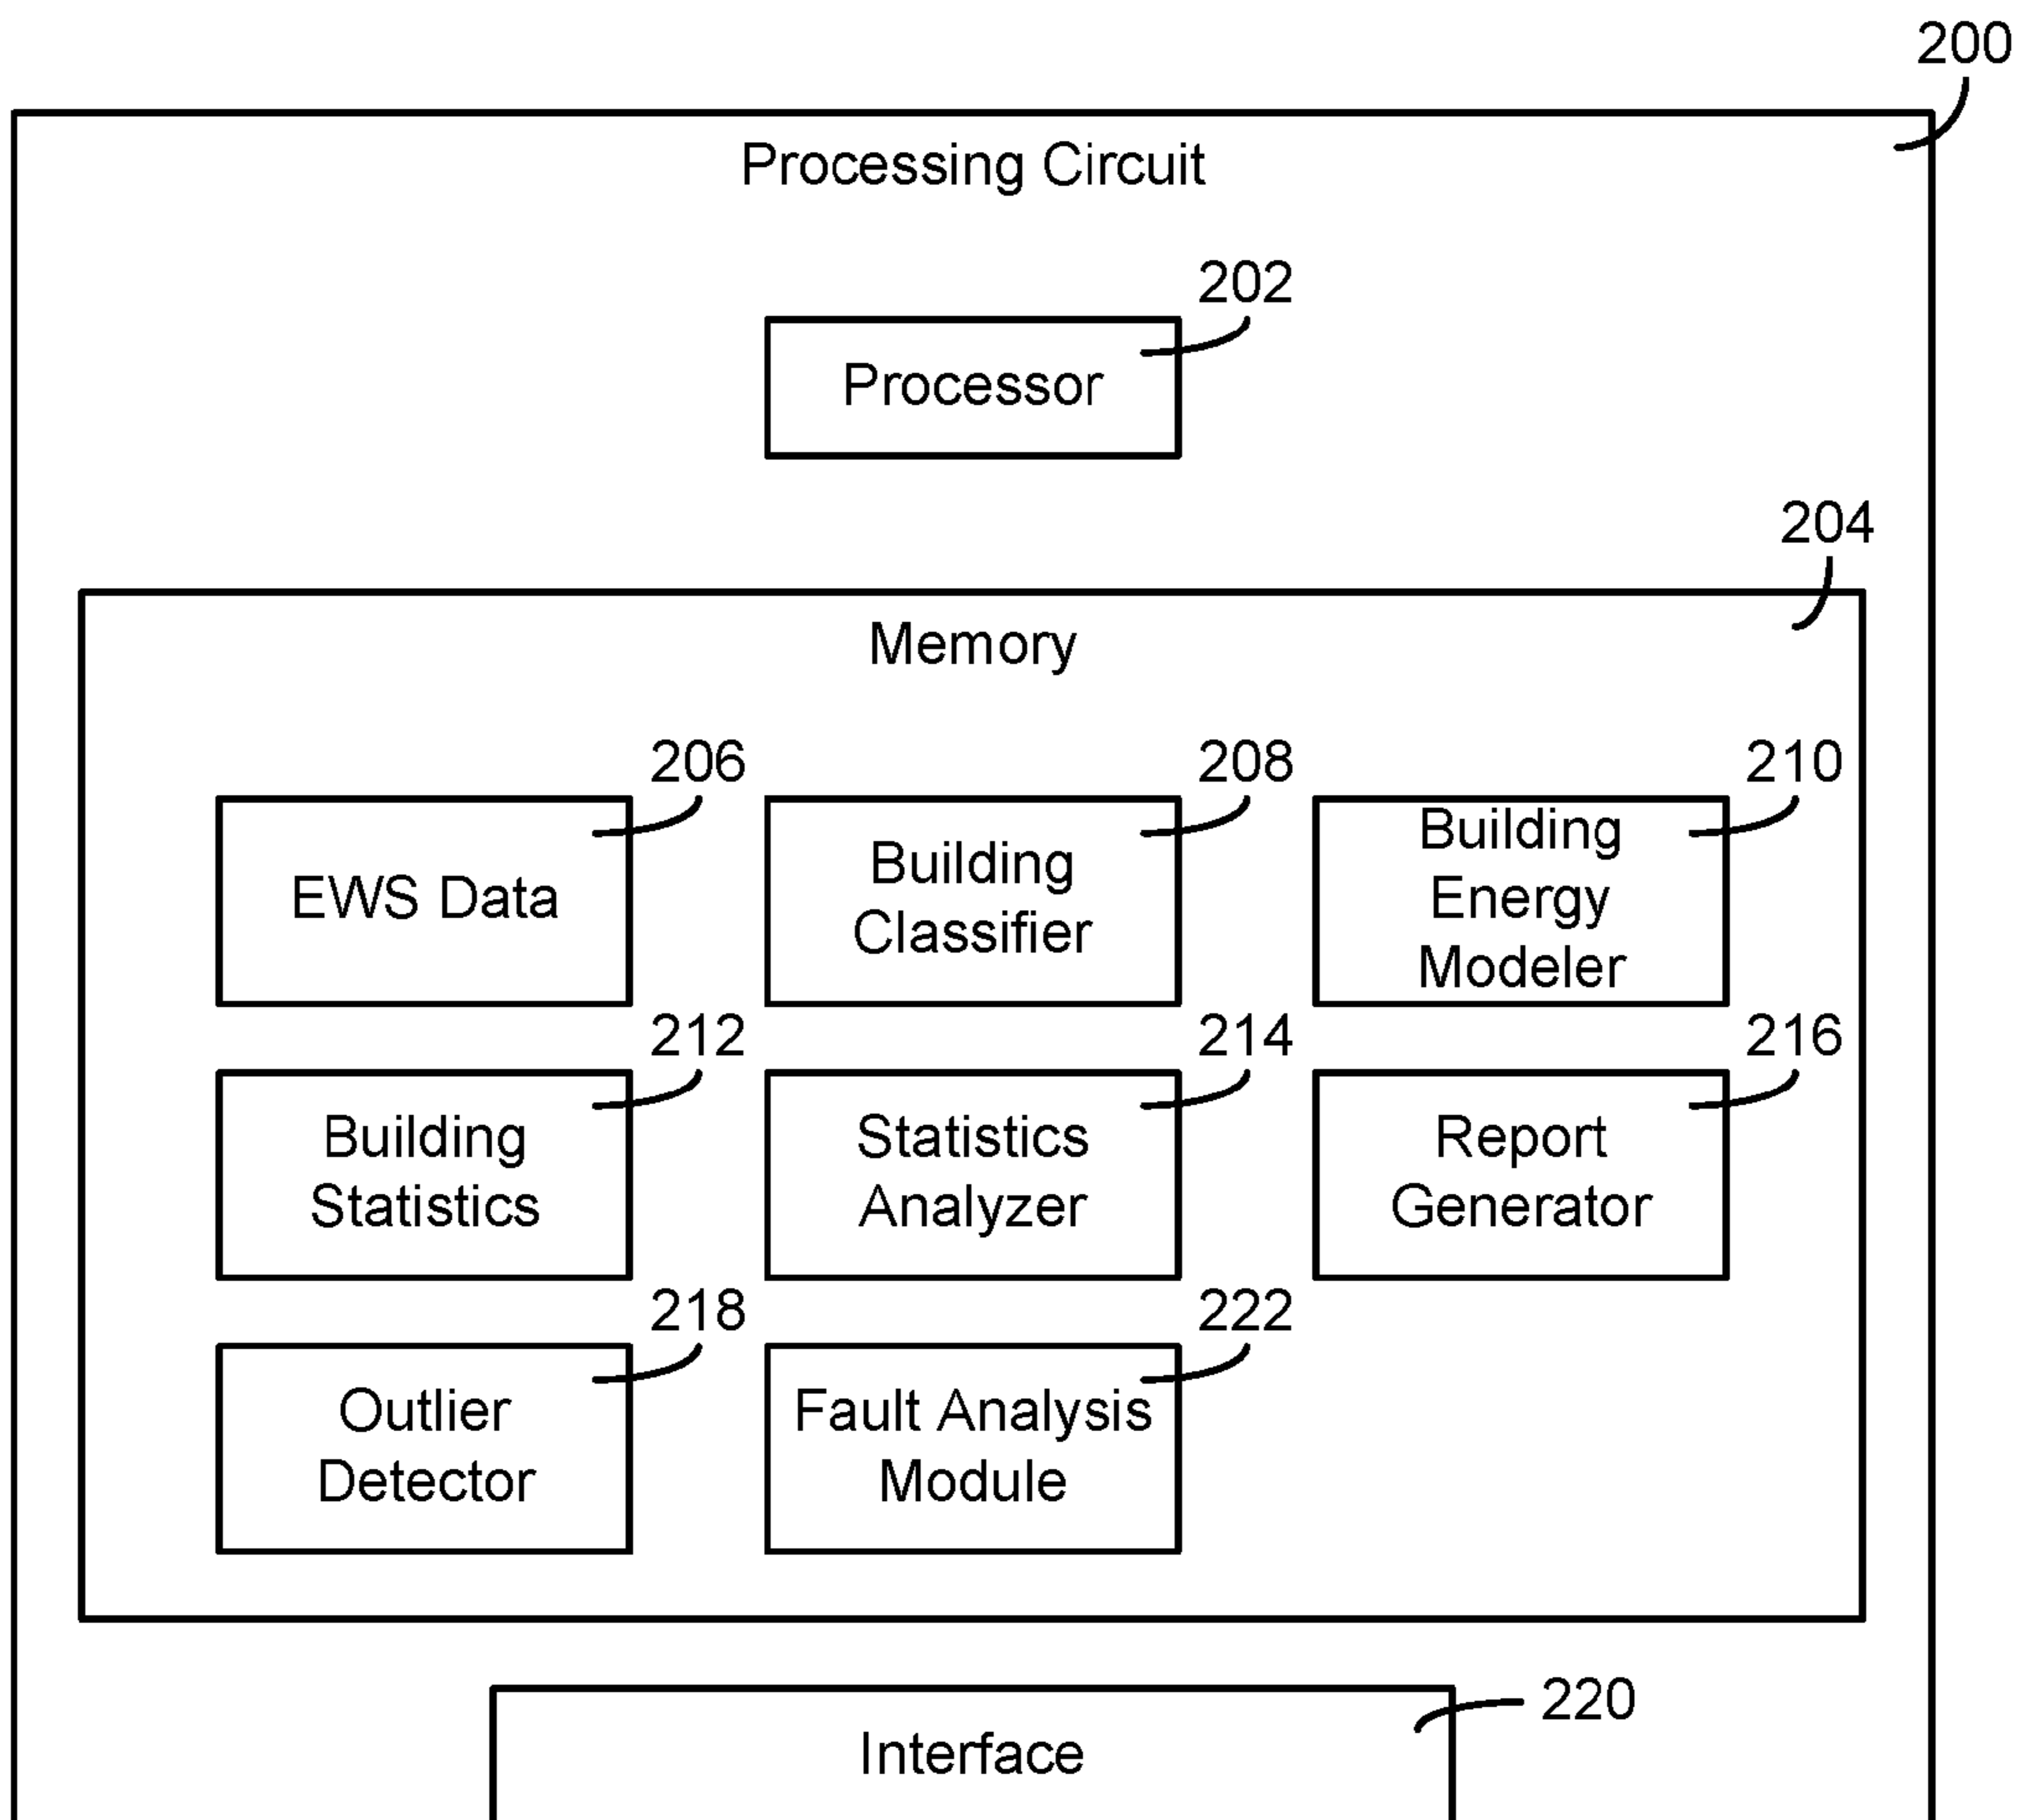 200
Processing Circuit
202
Processor
204
Memory
206
208
210
EWS Data
Building
Classifier
Building
Energy
Modeler
212
214
216
Building
Statistics
Statistics
Analyzer
Report
Generator
218
222
Outlier
Detector
Fault Analysis
Module
220
Interface